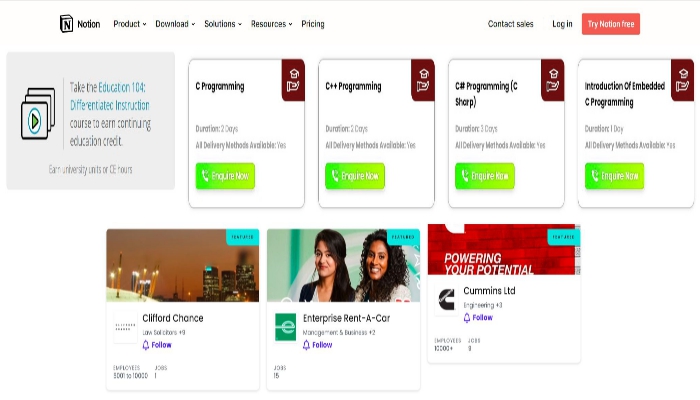 Notion Product Download Solutions Resources Pricing Contact sales Log in Try Notion free
Take the Education 104:
Differentiated Instruction
course to earn continuing
education credit.
Earn university units or CE hours
C Programming
Duration: 2 Days
All Delivery Methods Available: Yes
Enquire Now
C++ Programming
Duration: 2 Days
All Delivery Methods Available: Yes
Enquire Now
C# Programming (C
Sharp)
Duration: 3 Days
All Delivery Methods Available: Yes
Enquire Now
Introduction Of Embedded
C Programming
Duration: 1 Day
All Delivery Methods Available: Yes
Enquire Now
FEATURED
Clifford Chance
Law Solicitors +9
Follow
EMPLOYEES JOBS
5001 to 10000 1
FEATURED
Enterprise Rent-A-Car
Management & Business +2
Follow
JOBS
15
FEATURED
POWERING
YOUR POTENTIAL
Cummins Ltd
Engineering +3
Follow
EMPLOYEES JOBS
10000+